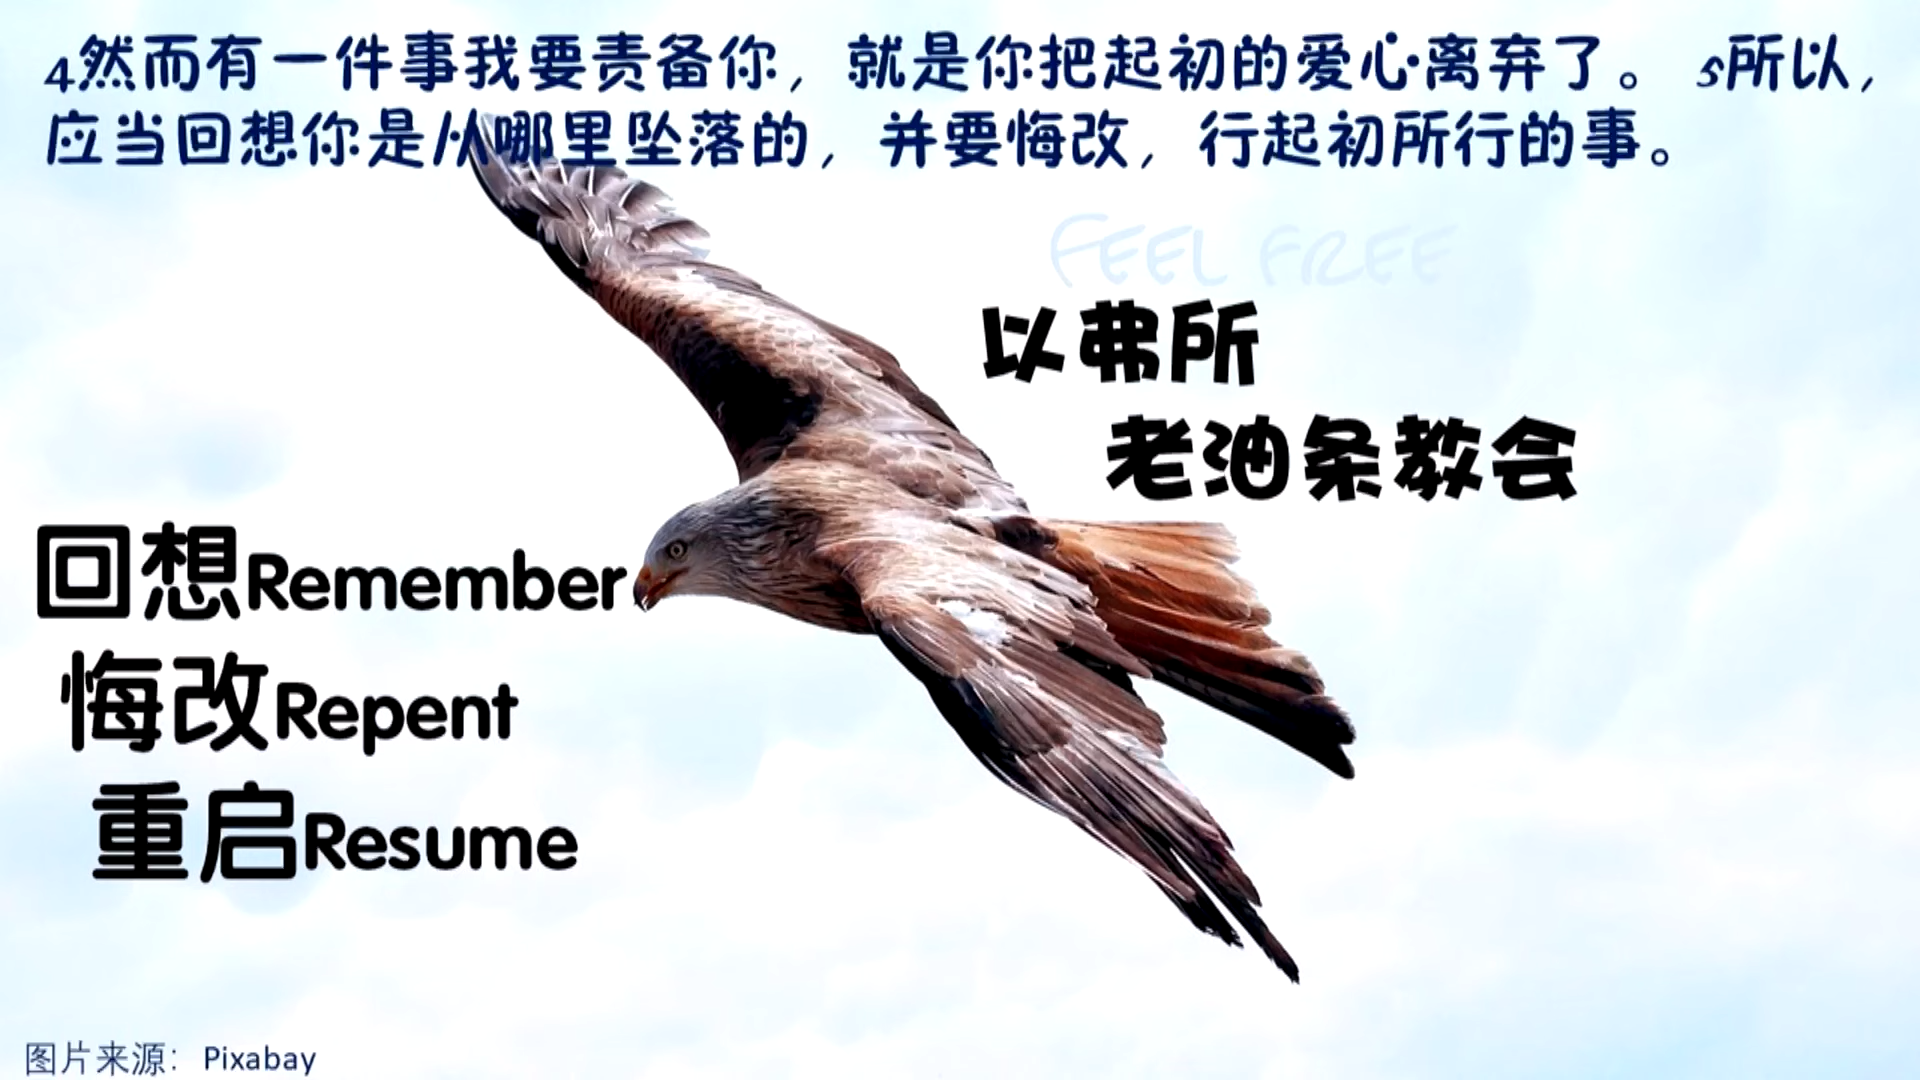 4然而有一件事我要责备你，就是你把起初的爱心离弃了。 5所以，
应当回想你是从哪里坠落的，并要悔改，行起初所行的事。
FEEL FREE
以弗所
老油条教会
回想Remember
悔改Repent
重启Resume
图片来源：Pixabay